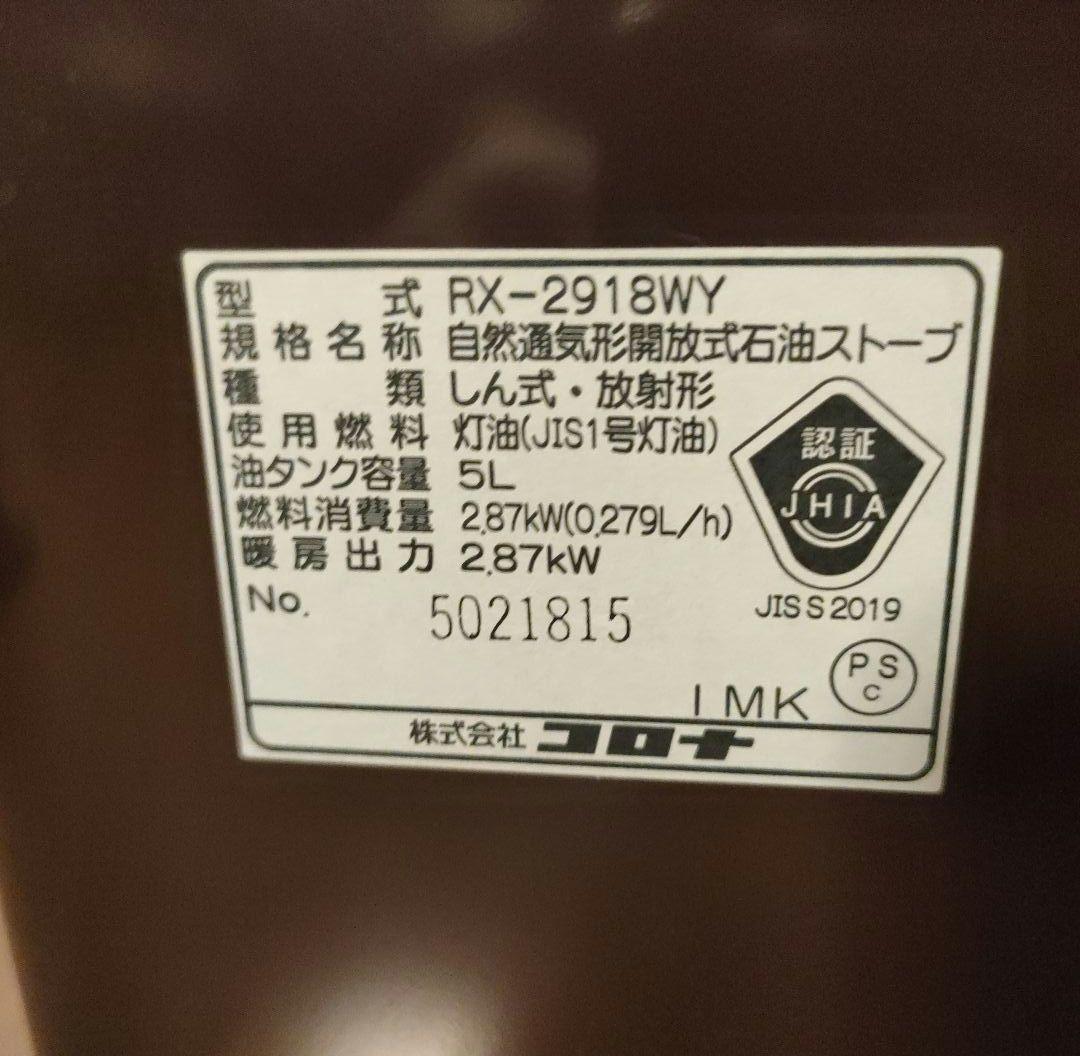 型式 RX-2918WY
規格名称 自然通気形開放式石油ストーブ
種類 しん式・放射形
使用燃料 灯油(JIS1号灯油)
油タンク容量 5L
燃料消費量 2.87kW(0.279L/h)
暖房出力 2.87kW
No. 5021815
認証
JHIA
JIS S 2019
PS
C
IMK
株式会社 コロナ